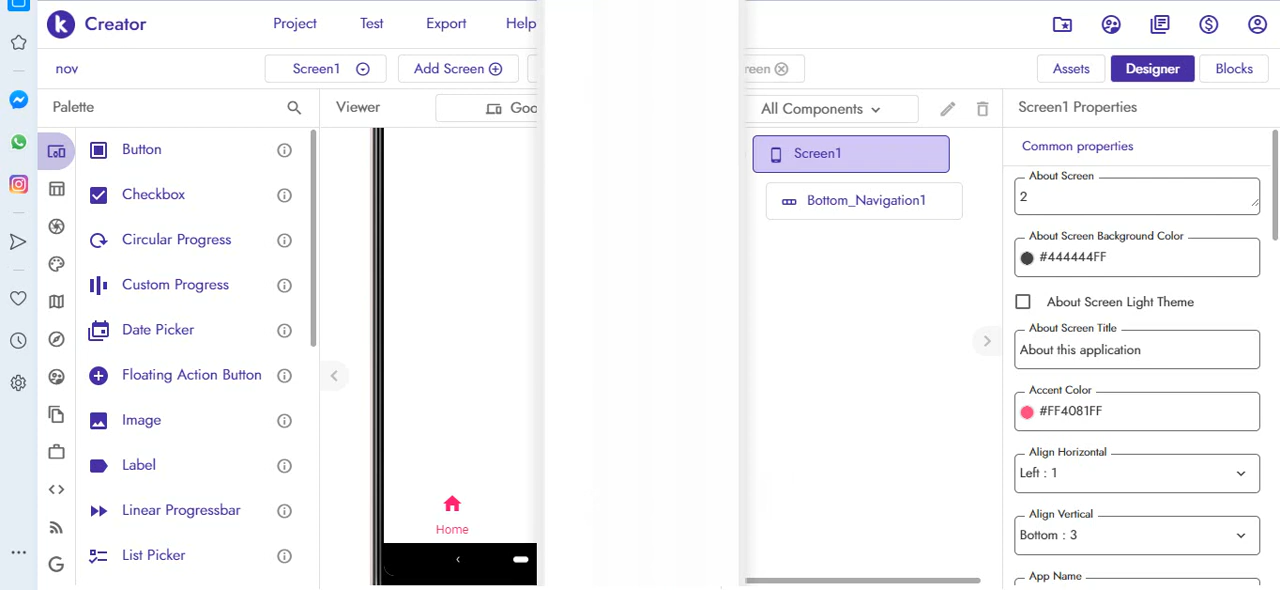 Creator
Project
Test
Export
Help
nov
Screen1
Add Screen
Assets
Designer
Blocks
Palette
Viewer
All Components
Screen1 Properties
Button
Checkbox
Circular Progress
Custom Progress
Date Picker
Floating Action Button
Image
Label
Linear Progressbar
List Picker
Home
Screen1
Bottom_Navigation1
Common properties
About Screen
2
About Screen Background Color
#444444FF
About Screen Light Theme
About Screen Title
About this application
Accent Color
#FF4081FF
Align Horizontal
Left : 1
Align Vertical
Bottom : 3
App Name